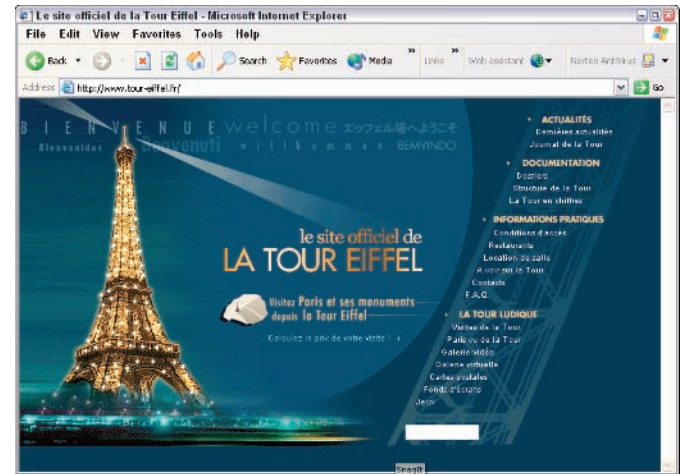 Le site officiel de la Tour Eiffel - Microsoft Internet Explorer
File Edit View Favorites Tools Help
Back Search Favorites Media » Links » Web assistant Norton AntiVirus
Address http://www.tour-eiffel.fr/ Go
BIENVENUE welcome エッフェル塔へようこそ
Bienvenidos Benvenuti willkommen BEMVINDO
ACTUALITÉS
Dernières actualités
Journal de la Tour
DOCUMENTATION
Dossiers
Structure de la Tour
La Tour en chiffres
INFORMATIONS PRATIQUES
Conditions d'accès
Restaurants
Location de salle
A voir sur la Tour
Contacts
F.A.Q.
le site officiel de
LA TOUR EIFFEL
Visitez Paris et ses monuments
depuis la Tour Eiffel
Calculez le prix de votre visite !
LA TOUR LUDIQUE
Visites de la Tour
Paris vu de la Tour
Galerie vidéo
Galerie virtuelle
Cartes postales
Fonds d'écrans
Jeux
SnagIt